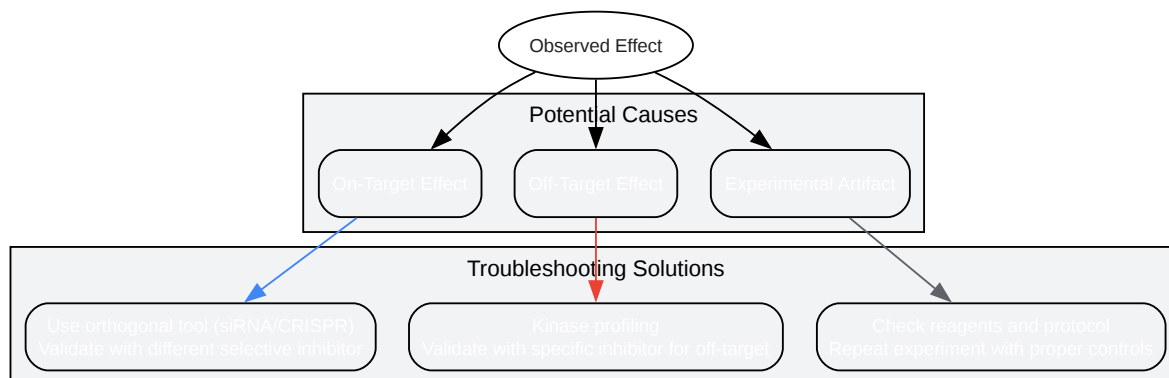 Observed Effect
Potential Causes
On-Target Effect
Off-Target Effect
Experimental Artifact
Troubleshooting Solutions
Use orthogonal tool (siRNA/CRISPR)
Validate with different selective inhibitor
Kinase profiling
Validate with specific inhibitor for off-target
Check reagents and protocol
Repeat experiment with proper controls